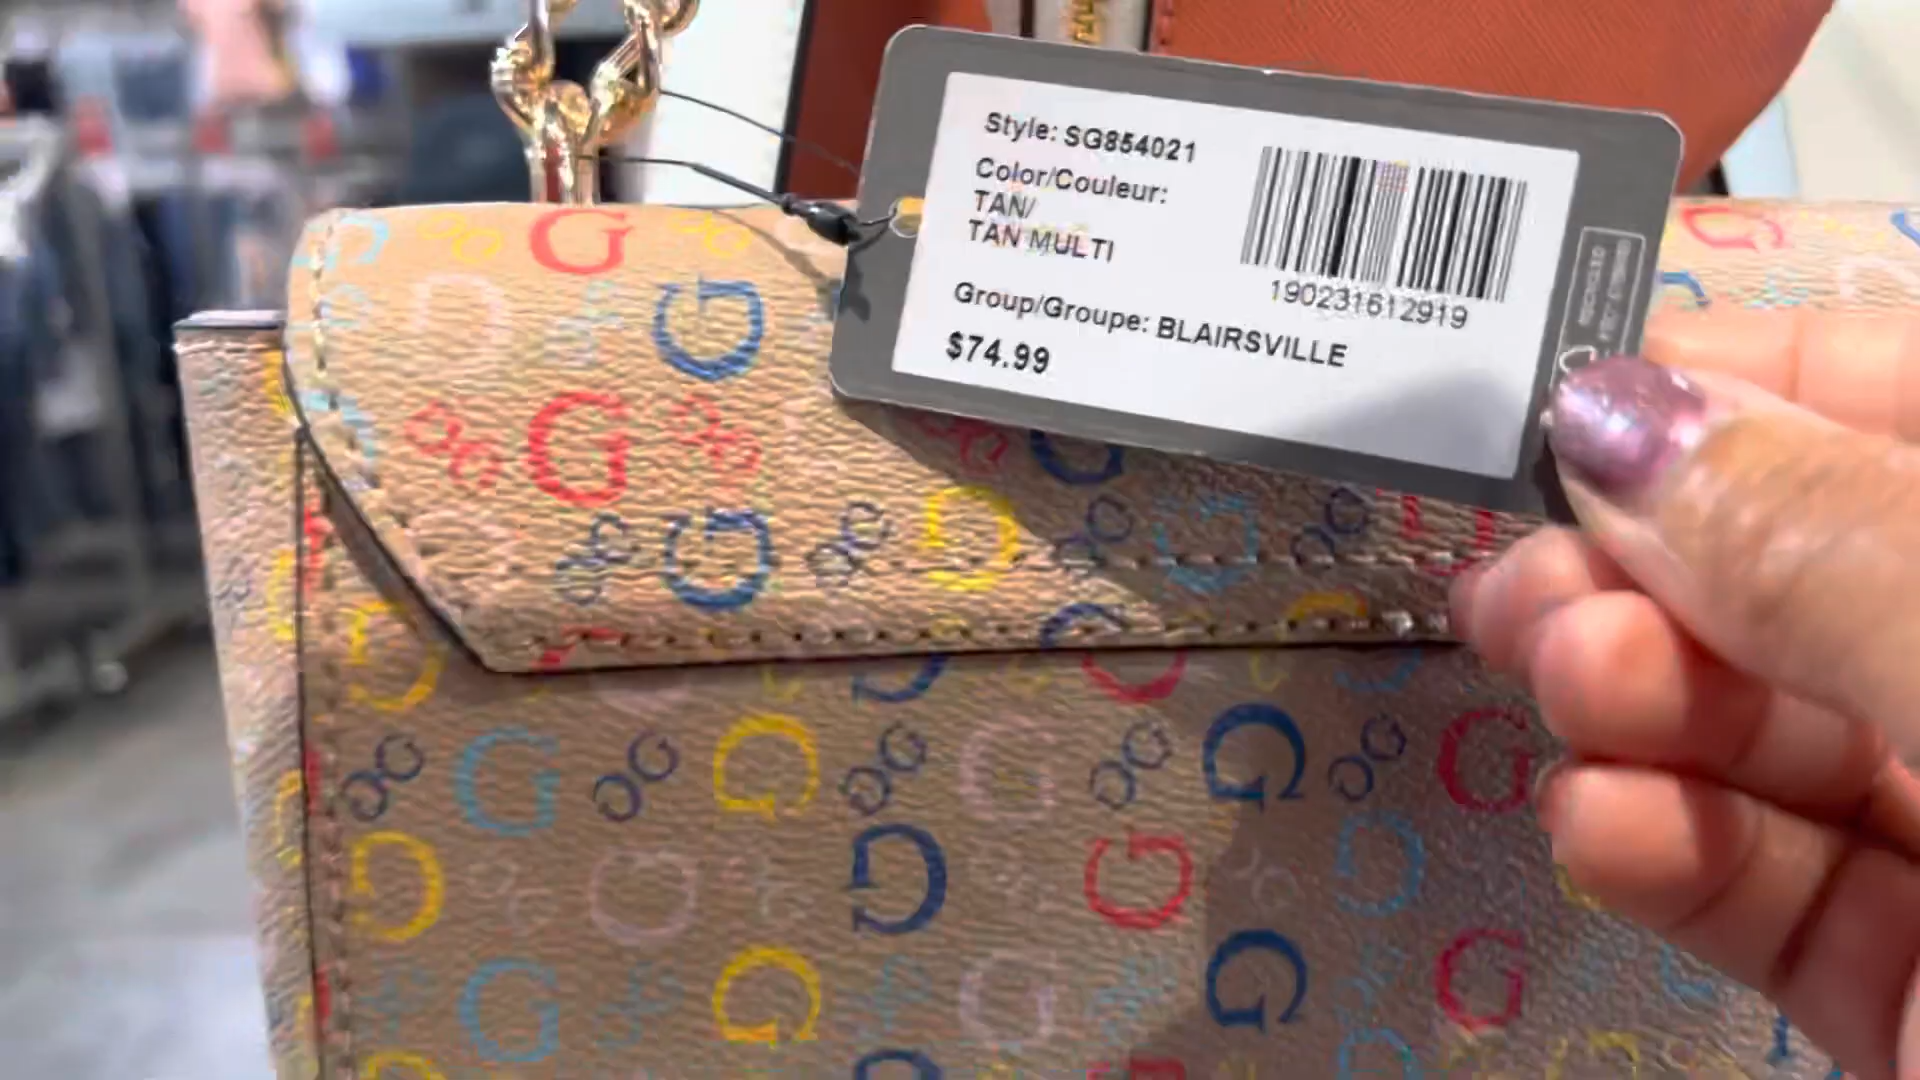 Style: SG854021
Color/Couleur:
TAN/
TAN MULTI
190231612919
Group/Groupe: BLAIRSVILLE
$74.99